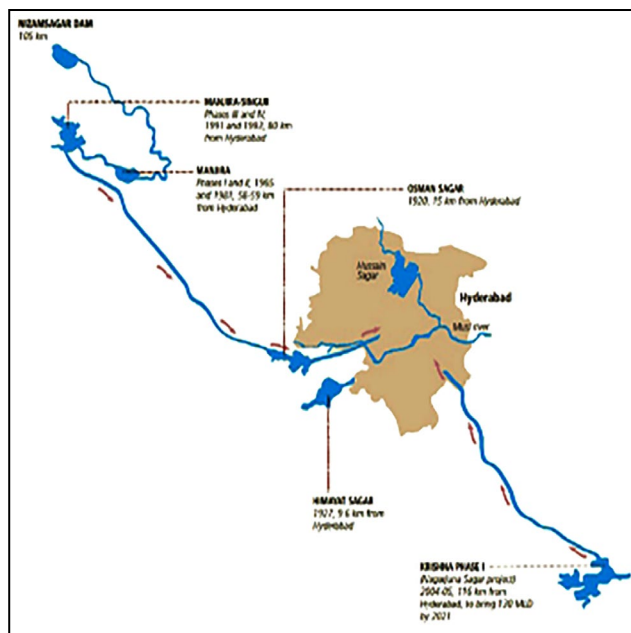 NIZAMSAGAR DAM
105 km
MANJIRA-SINGUR
Phases III and IV,
1991 and 1993, 80 km
from Hyderabad
MANJIRA
Phases I and II, 1965
and 1981, 58-59 km
from Hyderabad
OSMAN SAGAR
1920, 15 km from Hyderabad
Hussain
Sagar
Hyderabad
Musi river
HIMAYAT SAGAR
1927, 9.6 km from
Hyderabad
KRISHNA PHASE I
(Nagarjuna Sagar project)
2004-05, 116 km from
Hyderabad, to bring 130 MLD
by 2021